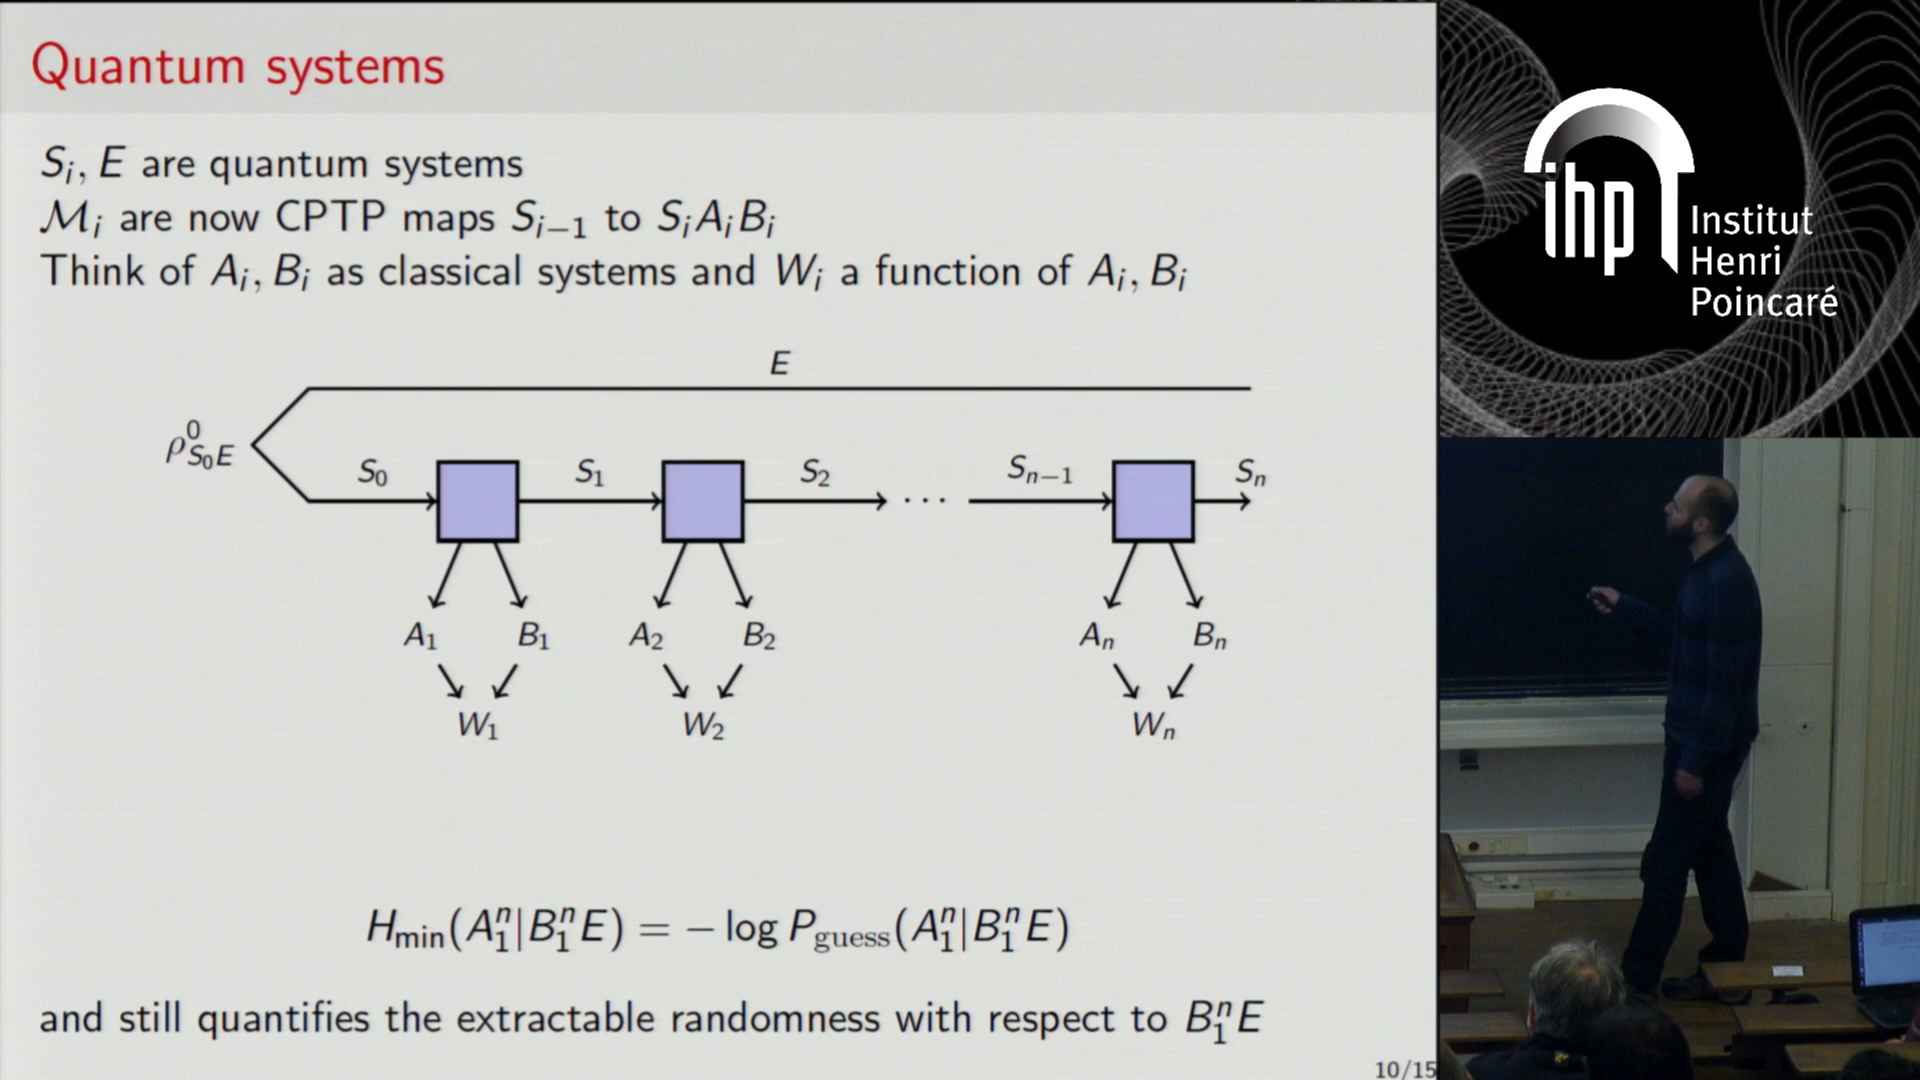 Quantum systems
S_i, E are quantum systems
M_i are now CPTP maps S_{i−1} to S_i A_i B_i
Think of A_i, B_i as classical systems and W_i a function of A_i, B_i
E
ρ^0_{S_0E}
S_0 S_1 S_2 ··· S_{n−1} S_n
A_1 B_1 A_2 B_2 A_n B_n
W_1 W_2 W_n
H_min(A_1^n|B_1^n E) = − log P_guess(A_1^n|B_1^n E)
and still quantifies the extractable randomness with respect to B_1^n E
10/15
ihp
Institut
Henri
Poincaré